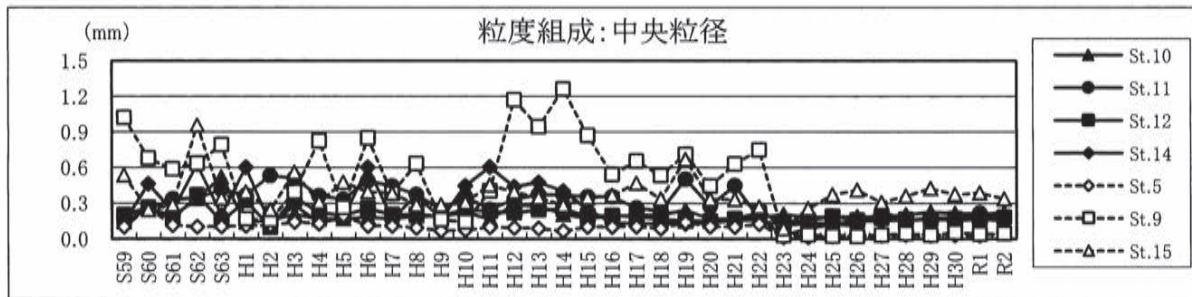 粒度組成:中央粒径
(mm)
1.5
1.2
0.9
0.6
0.3
0.0
S59 S60 S61 S62 S63 H1 H2 H3 H4 H5 H6 H7 H8 H9 H10 H11 H12 H13 H14 H15 H16 H17 H18 H19 H20 H21 H22 H23 H24 H25 H26 H27 H28 H29 H30 R1 R2
St.10
St.11
St.12
St.14
St.5
St.9
St.15